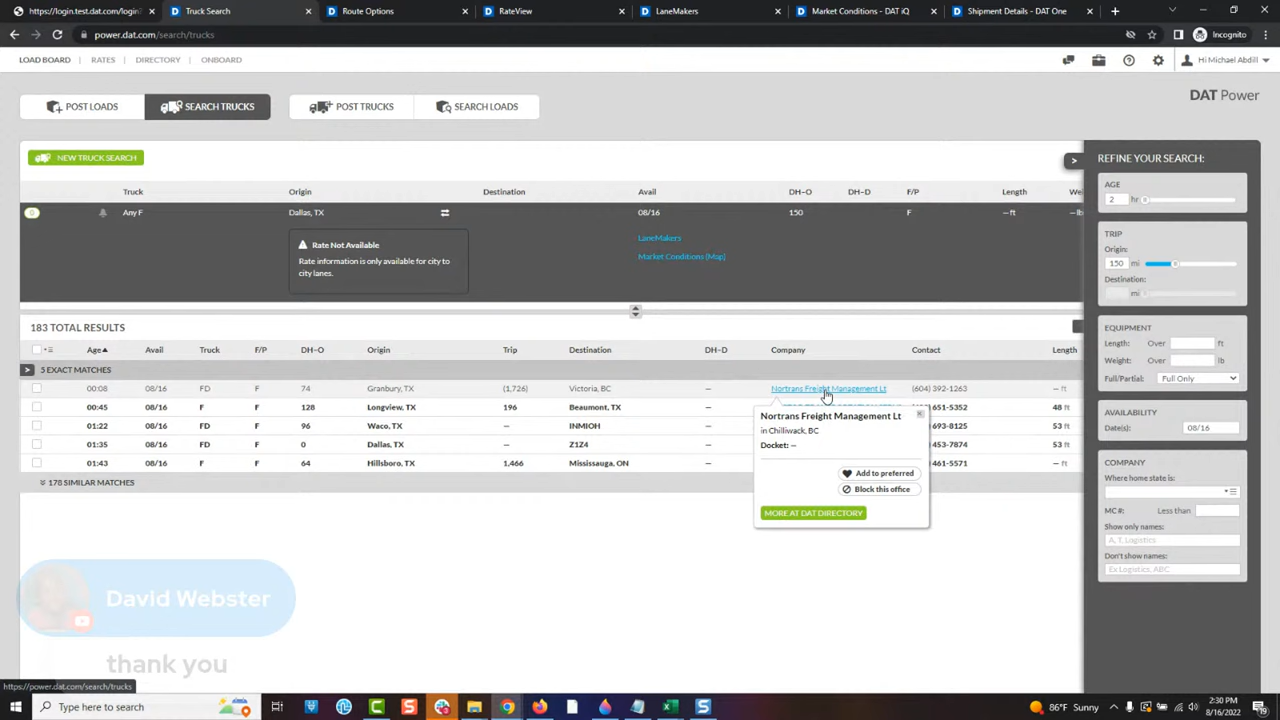 https://login.test.dat.com/login?
Truck Search
Route Options
RateView
LaneMakers
Market Conditions - DAT iQ
Shipment Details - DAT One
power.dat.com/search/trucks
Incognito
LOAD BOARD RATES DIRECTORY ONBOARD
Hi Michael Abdill
POST LOADS SEARCH TRUCKS POST TRUCKS SEARCH LOADS
DAT Power
NEW TRUCK SEARCH
Truck Origin Destination Avail DH–O DH–D F/P Length
0 Any F Dallas, TX 08/16 150 — F — ft
Rate Not Available
Rate information is only available for city to
city lanes.
LaneMakers
Market Conditions (Map)
183 TOTAL RESULTS
Age Avail Truck F/P DH–O Origin Trip Destination DH–D Company Contact Length
5 EXACT MATCHES
00:08 08/16 FD F 74 Granbury, TX (1,726) Victoria, BC — Nortrans Freight Management Lt (604) 392-1263 — ft
00:45 08/16 F F 128 Longview, TX 196 Beaumont, TX — 651-5352 48 ft
01:22 08/16 F F 96 Waco, TX INMIOH — 693-8125 53 ft
01:35 08/16 F F 0 Dallas, TX Z1Z4 — 453-7874 53 ft
01:43 08/16 F F 64 Hillsboro, TX 1,466 Mississauga, ON — 461-5571 53 ft
178 SIMILAR MATCHES
Nortrans Freight Management Lt
in Chilliwack, BC
Docket: —
Add to preferred
Block this office
MORE AT DAT DIRECTORY
REFINE YOUR SEARCH:
AGE
2 hr
TRIP
Origin:
150 mi
Destination:
mi
EQUIPMENT
Length: Over ft
Weight: Over lb
Full/Partial: Full Only
AVAILABILITY
Date(s): 08/16
COMPANY
Where home state is:
MC #: Less than
Show only names:
A, T, Logistics
Don't show names:
Ex Logistics, ABC
David Webster
thank you
https://power.dat.com/search/trucks
Type here to search
86°F Sunny
2:30 PM
8/16/2022
19